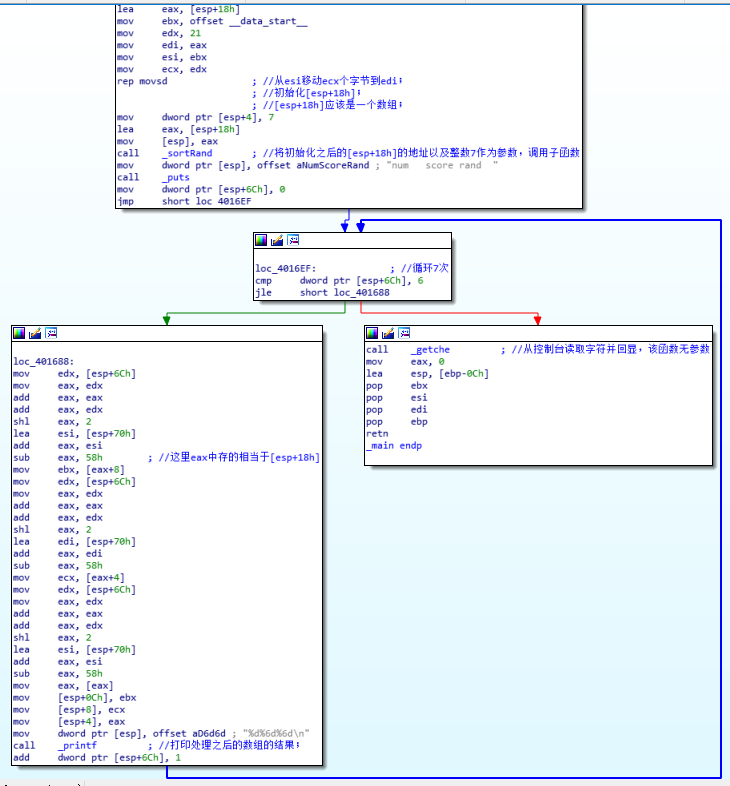 lea eax, [esp+18h]
mov ebx, offset __data_start__
mov edx, 21
mov edi, eax
mov esi, ebx
mov ecx, edx
rep movsd ; //从esi移动ecx个字节到edi;
; //初始化[esp+18h];
; //[esp+18h]应该是一个数组;
mov dword ptr [esp+4], 7
lea eax, [esp+18h]
mov [esp], eax
call _sortRand ; //将初始化之后的[esp+18h]的地址以及整数7作为参数，调用子函数
mov dword ptr [esp], offset aNumScoreRand ; "num score rand "
call _puts
mov dword ptr [esp+6Ch], 0
jmp short loc_4016EF
loc_4016EF: ; //循环7次
cmp dword ptr [esp+6Ch], 6
jle short loc_401688
loc_401688:
mov edx, [esp+6Ch]
mov eax, edx
add eax, eax
add eax, edx
shl eax, 2
lea esi, [esp+70h]
add eax, esi
sub eax, 58h ; //这里eax中存的相当于[esp+18h]
mov ebx, [eax+8]
mov edx, [esp+6Ch]
mov eax, edx
add eax, eax
add eax, edx
shl eax, 2
lea edi, [esp+70h]
add eax, edi
sub eax, 58h
mov ecx, [eax+4]
mov edx, [esp+6Ch]
mov eax, edx
add eax, eax
add eax, edx
shl eax, 2
lea esi, [esp+70h]
add eax, esi
sub eax, 58h
mov eax, [eax]
mov [esp+0Ch], ebx
mov [esp+8], ecx
mov [esp+4], eax
mov dword ptr [esp], offset aD6d6d ; "%d%6d%6d\n"
call _printf ; //打印处理之后的数组的结果;
add dword ptr [esp+6Ch], 1
call _getche ; //从控制台读取字符并回显，该函数无参数
mov eax, 0
lea esp, [ebp-0Ch]
pop ebx
pop esi
pop edi
pop ebp
retn
_main endp